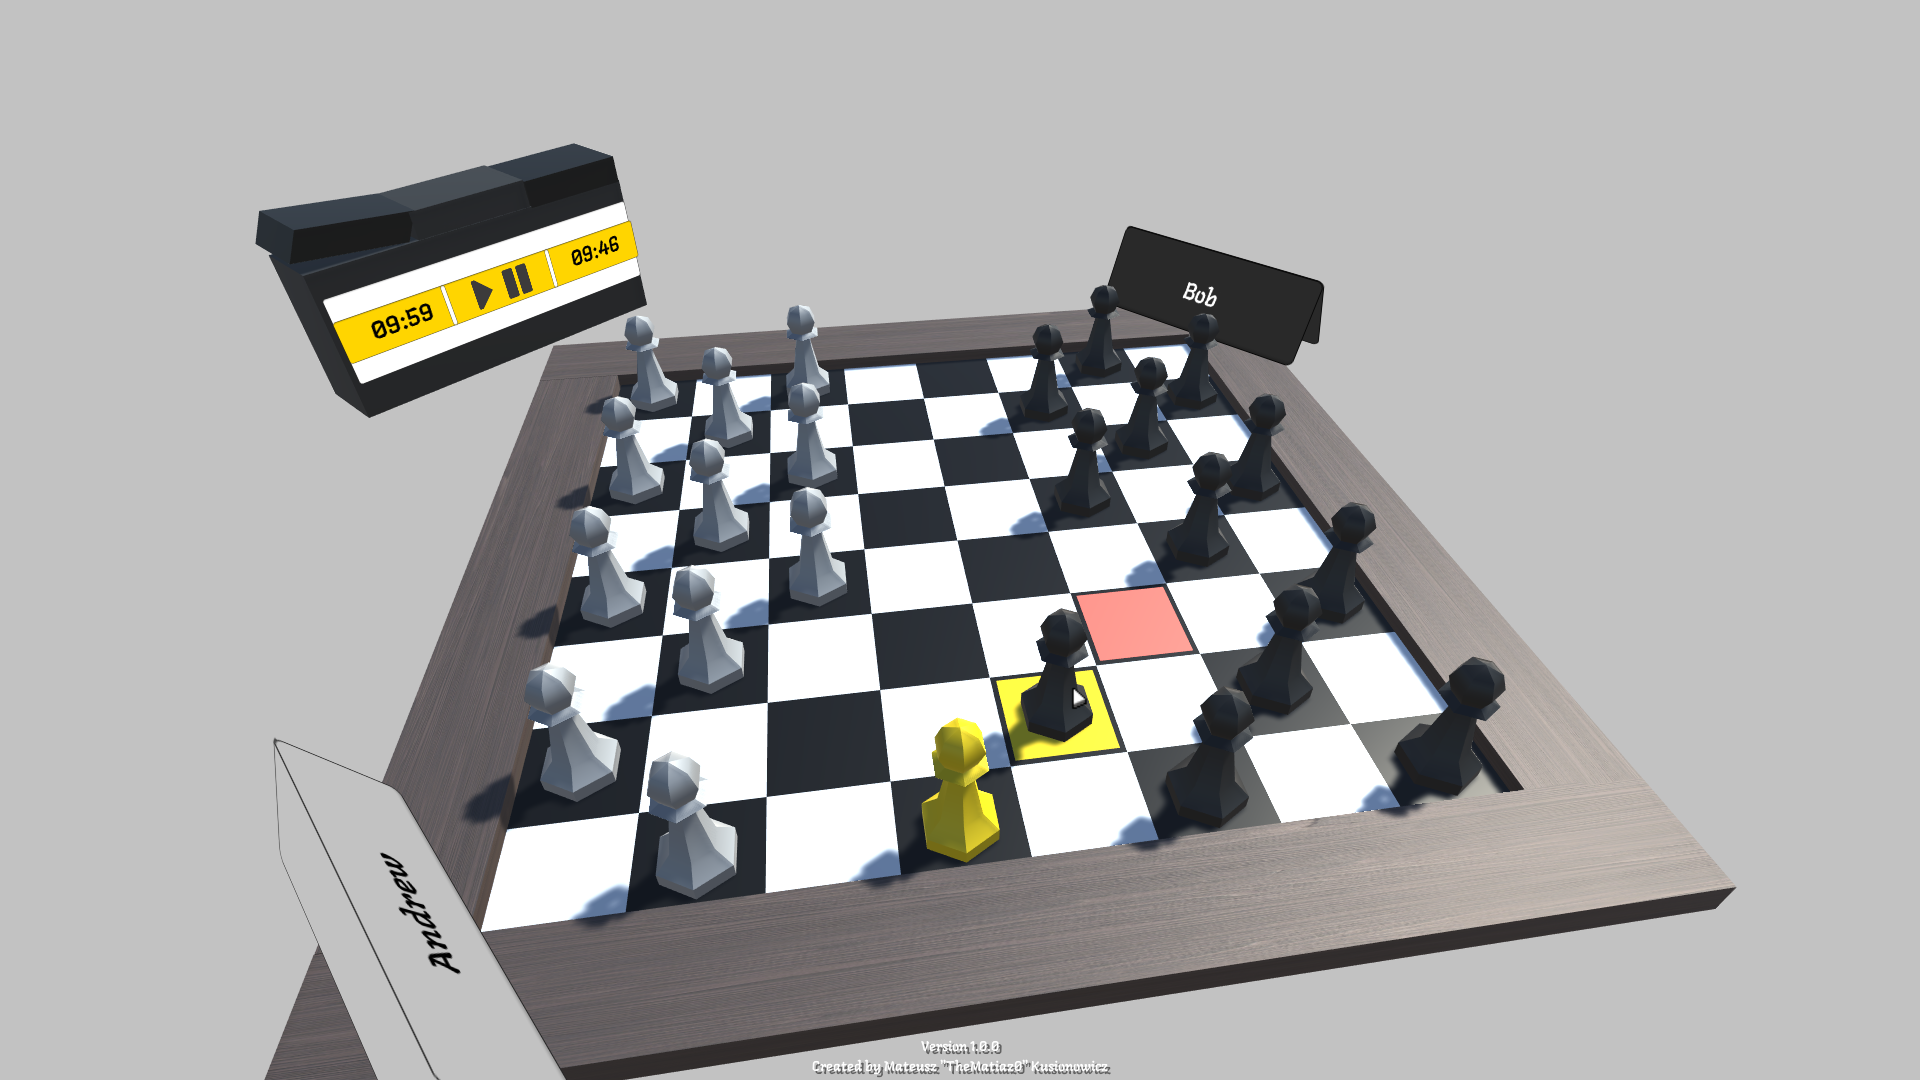 09:59
09:46
Bob
Andrew
Version 1.0.0
Created by Mateusz "TheMatiaz0" Kusionowicz